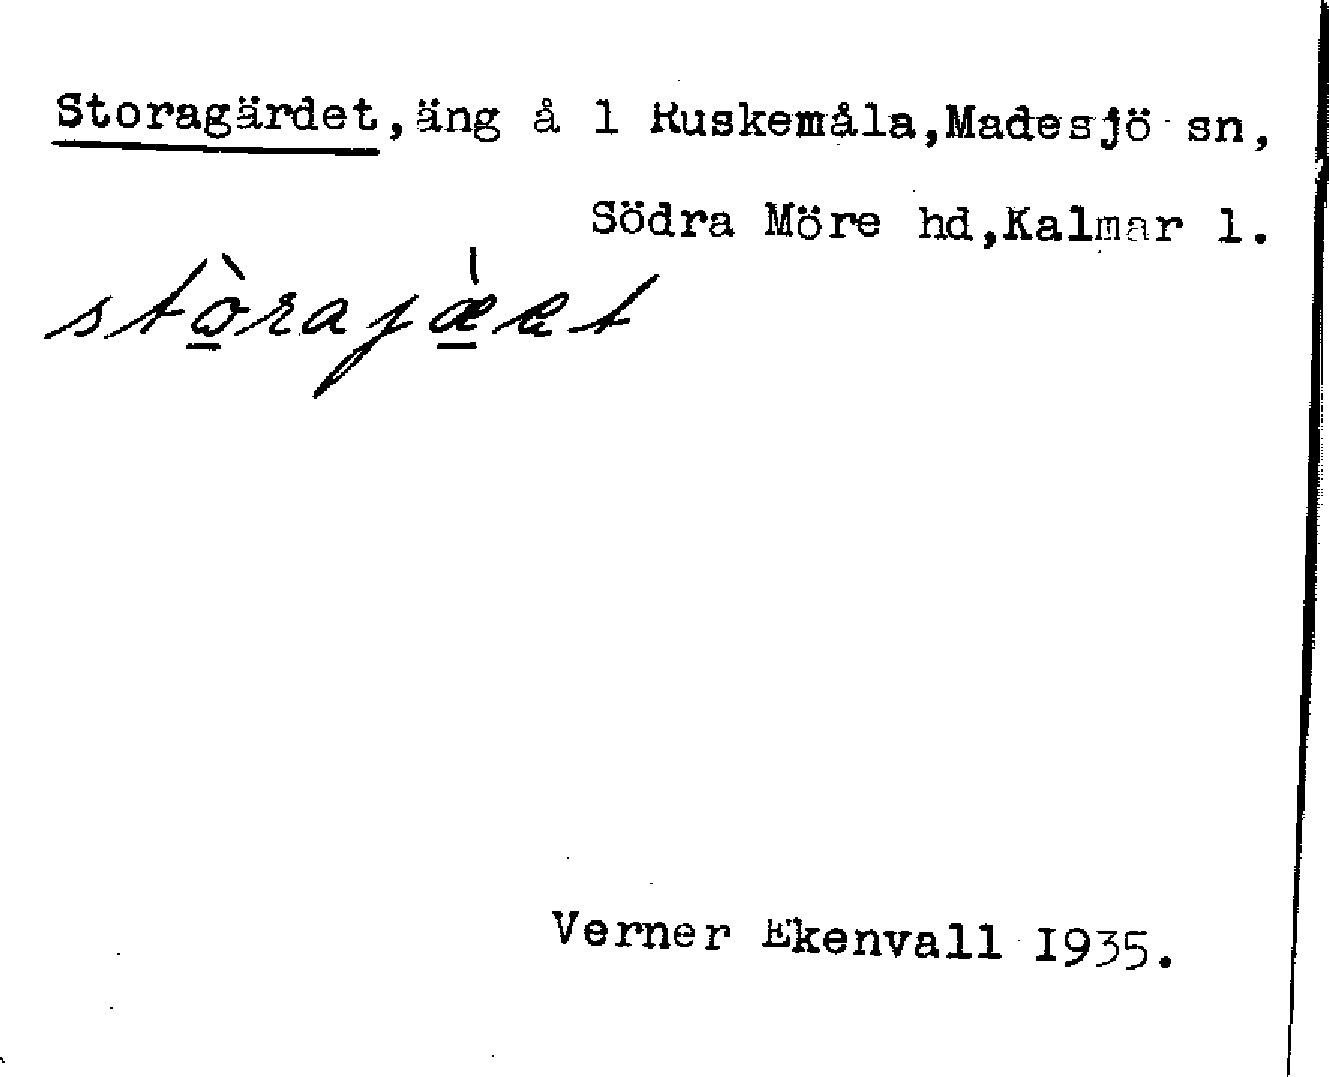 Storagärdet,äng å 1 Ruskemåla,Madesjö sn,
Södra Möre hd,Kalmar l.
stòrajæ̀et
Verner Ekenvall 1935.